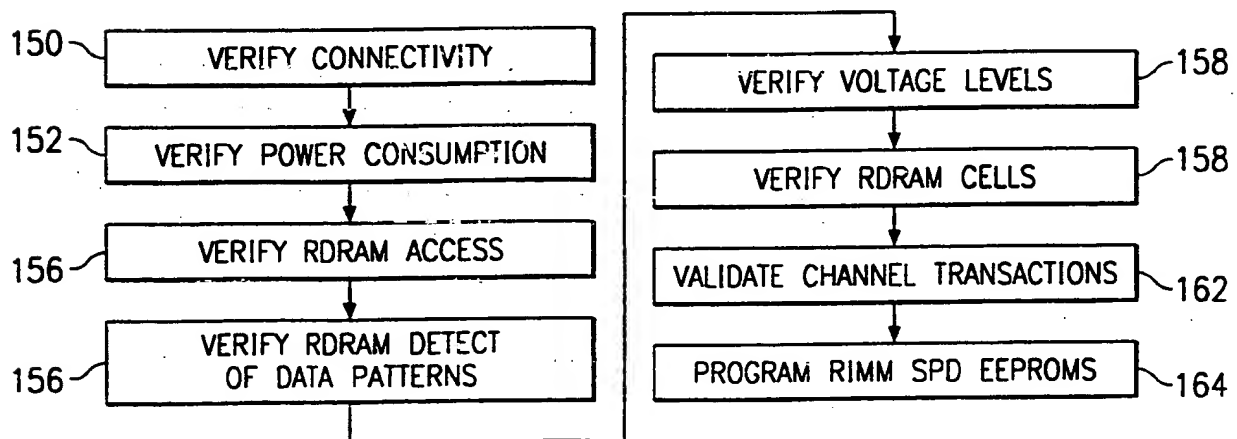 150
VERIFY CONNECTIVITY
152
VERIFY POWER CONSUMPTION
156
VERIFY RDRAM ACCESS
156
VERIFY RDRAM DETECT
OF DATA PATTERNS
VERIFY VOLTAGE LEVELS
158
VERIFY RDRAM CELLS
158
VALIDATE CHANNEL TRANSACTIONS
162
PROGRAM RIMM SPD EEPROMS
164